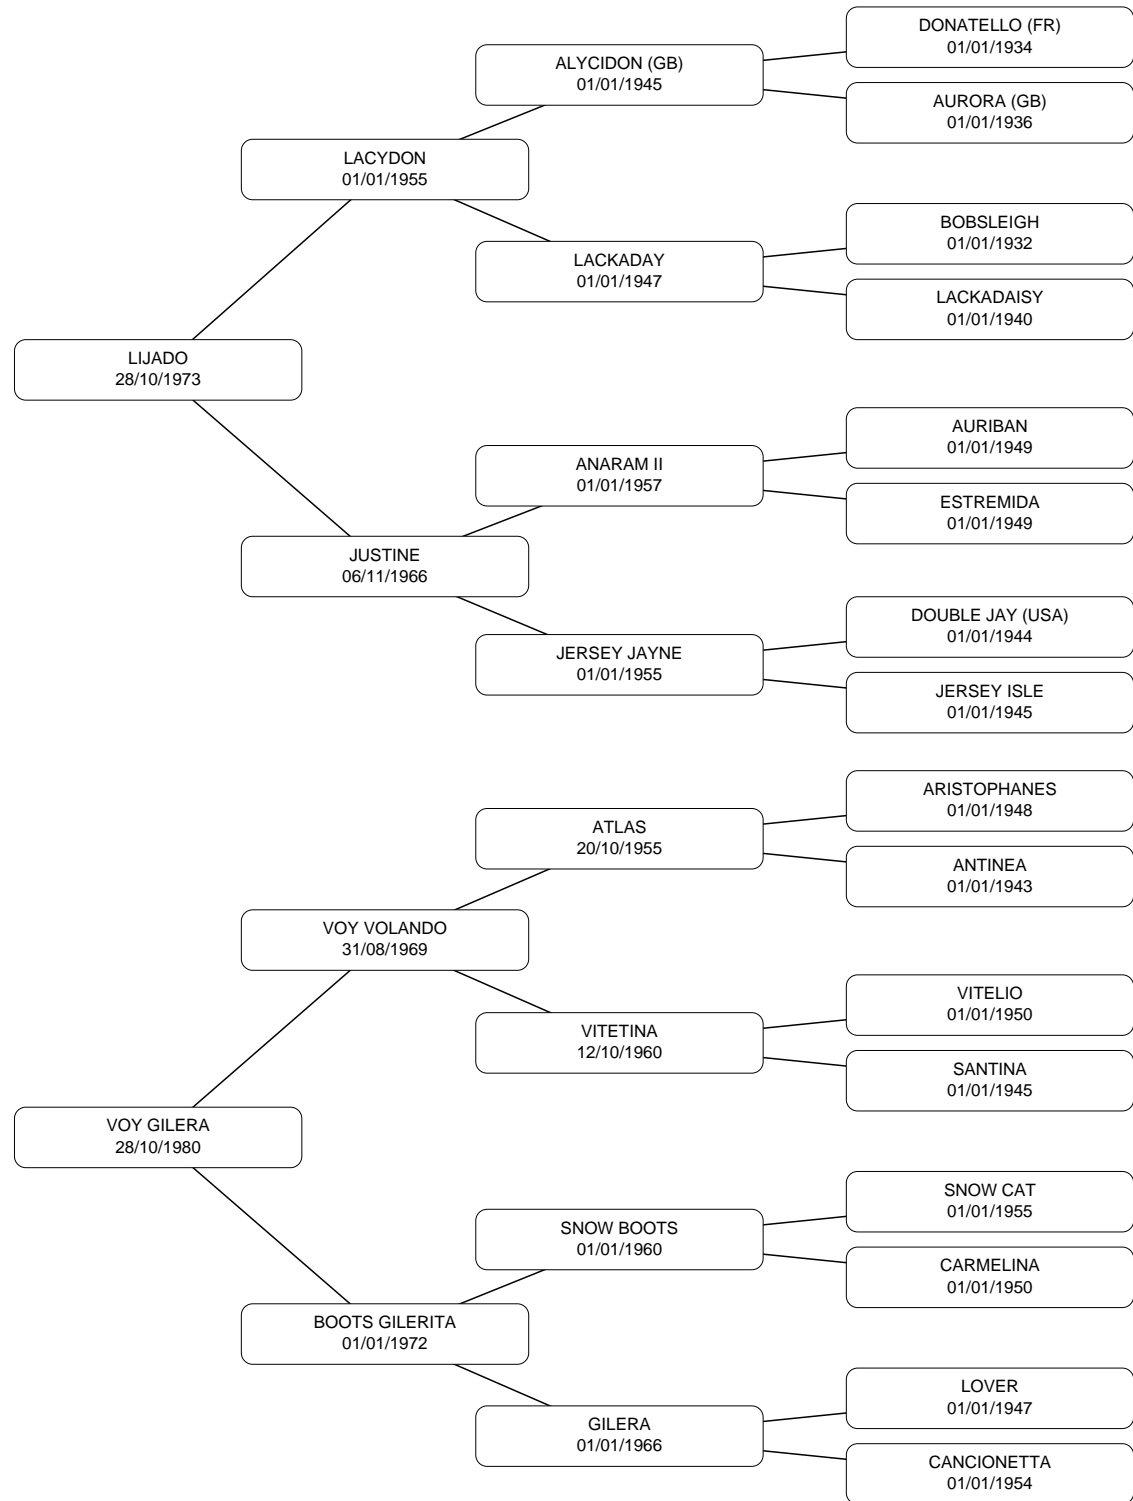 DONATELLO (FR)
01/01/1934
ALYCIDON (GB)
01/01/1945
AURORA (GB)
01/01/1936
LACYDON
01/01/1955
BOBSLEIGH
01/01/1932
LACKADAY
01/01/1947
LACKADAISY
01/01/1940
LIJADO
28/10/1973
AURIBAN
01/01/1949
ANARAM II
01/01/1957
ESTREMIDA
01/01/1949
JUSTINE
06/11/1966
DOUBLE JAY (USA)
01/01/1944
JERSEY JAYNE
01/01/1955
JERSEY ISLE
01/01/1945
ARISTOPHANES
01/01/1948
ATLAS
20/10/1955
ANTINEA
01/01/1943
VOY VOLANDO
31/08/1969
VITELIO
01/01/1950
VITETINA
12/10/1960
SANTINA
01/01/1945
VOY GILERA
28/10/1980
SNOW CAT
01/01/1955
SNOW BOOTS
01/01/1960
CARMELINA
01/01/1950
BOOTS GILERITA
01/01/1972
LOVER
01/01/1947
GILERA
01/01/1966
CANCIONETTA
01/01/1954